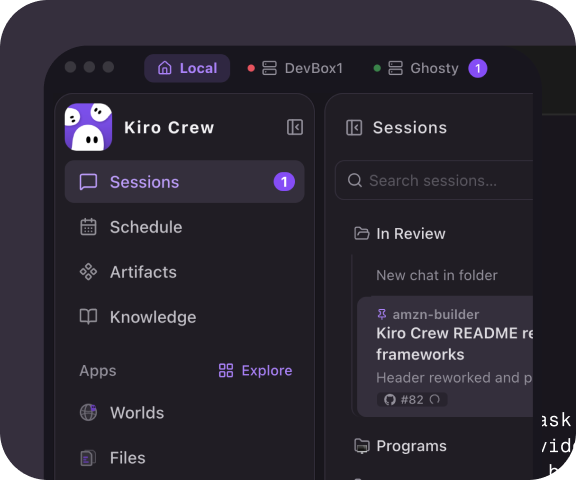 Local
DevBox1
Ghosty
1
Kiro Crew
Sessions
1
Schedule
Artifacts
Knowledge
Apps
Explore
Worlds
Files
Sessions
Search sessions...
In Review
New chat in folder
amzn-builder
Kiro Crew README re
frameworks
Header reworked and p
#82
Programs
ask
vid